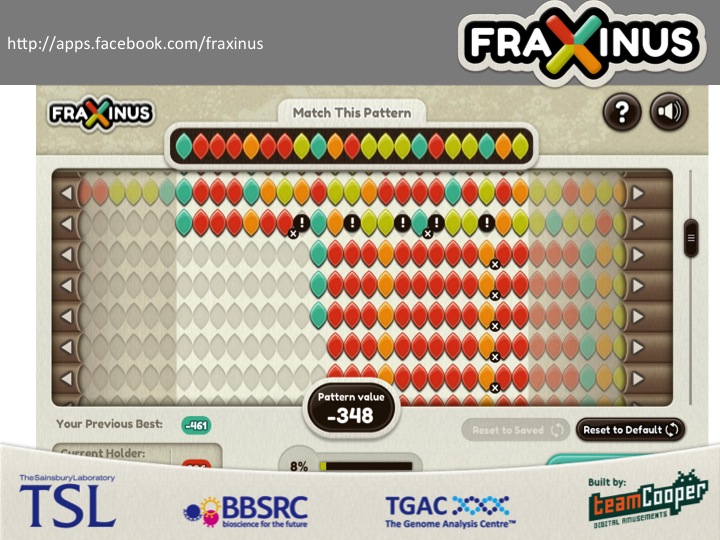 http://apps.facebook.com/fraxinus
FRAXINUS
FRAXINUS
Match This Pattern
?
Pattern value
-348
Your Previous Best: -461
Reset to Saved
Reset to Default
Current Holder:
8%
TheSainsburyLaboratory
TSL
BBSRC
bioscience for the future
TGAC
The Genome Analysis Centre™
Built by:
teamCooper
DIGITAL AMUSEMENTS